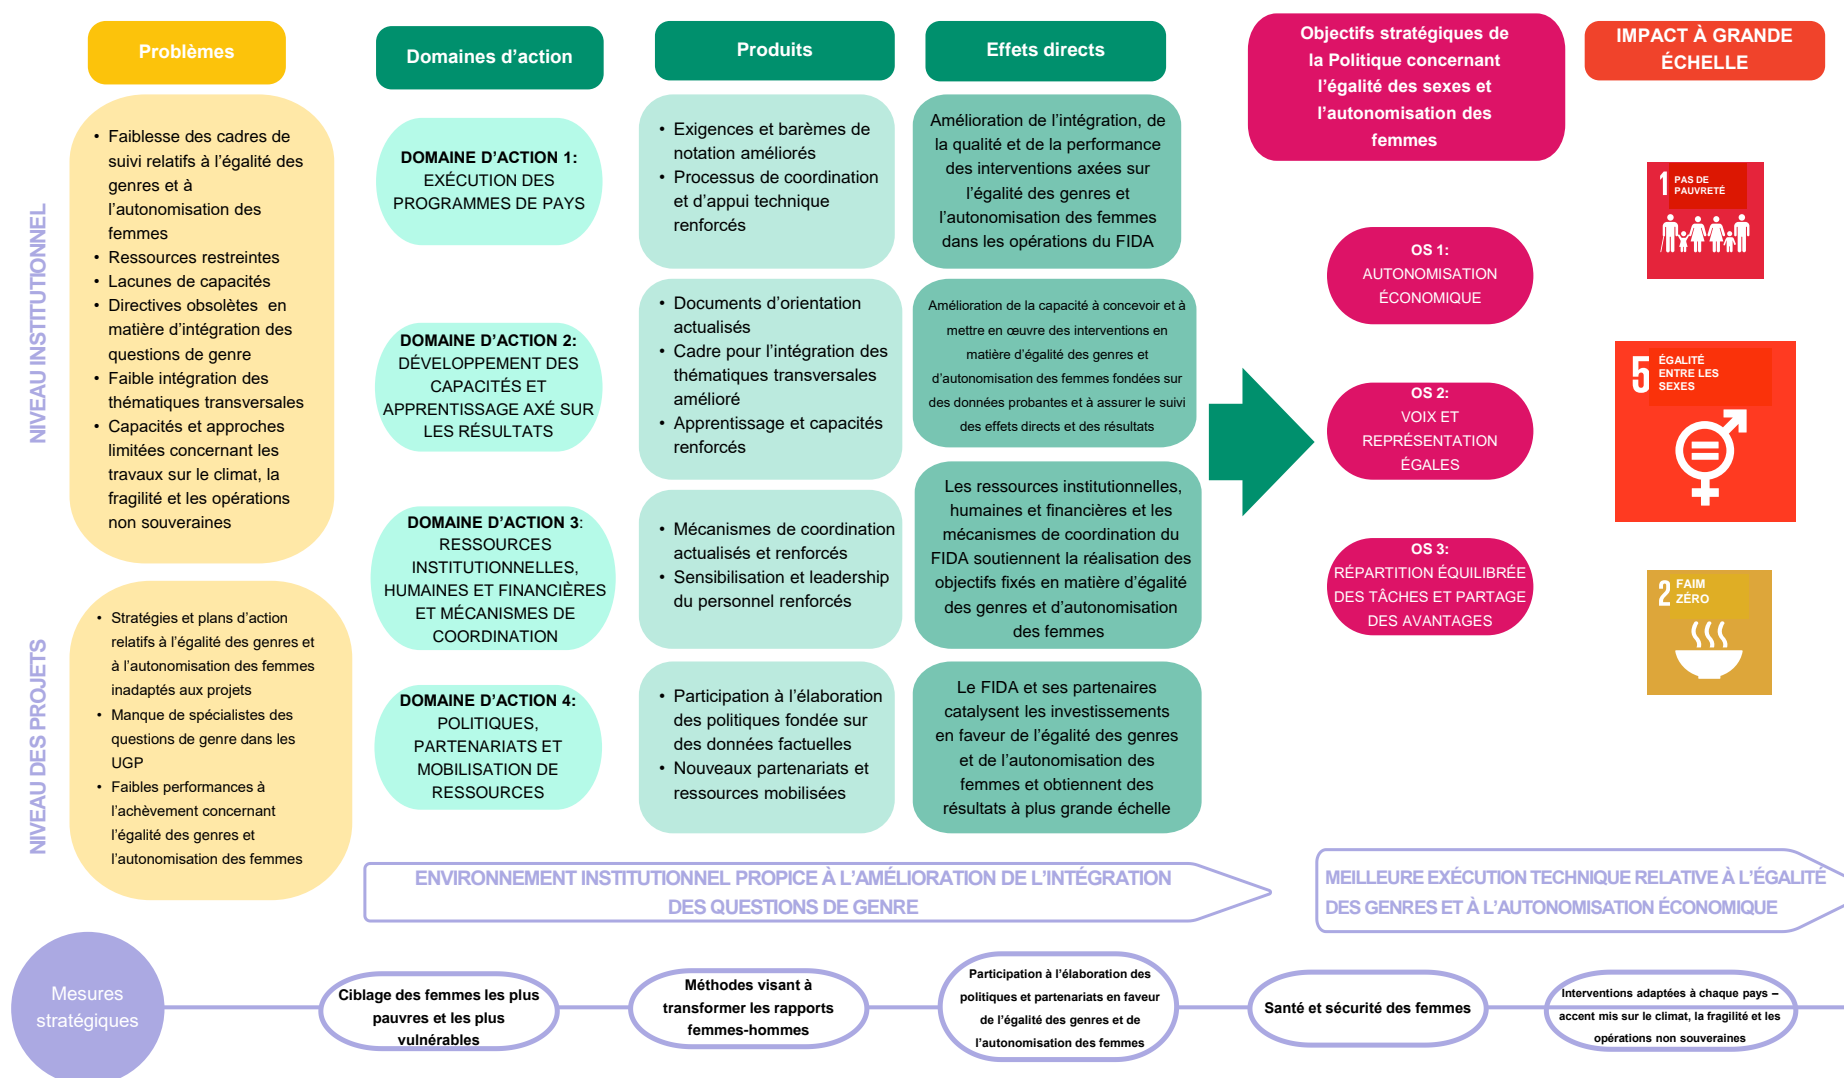 Problèmes
Domaines d’action
Produits
Effets directs
Objectifs stratégiques de
la Politique concernant
l’égalité des sexes et
l’autonomisation des
femmes
IMPACT À GRANDE
ÉCHELLE
NIVEAU INSTITUTIONNEL
• Faiblesse des cadres de
suivi relatifs à l’égalité des
genres et à
l’autonomisation des
femmes
• Ressources restreintes
• Lacunes de capacités
• Directives obsolètes en
matière d’intégration des
questions de genre
• Faible intégration des
thématiques transversales
• Capacités et approches
limitées concernant les
travaux sur le climat, la
fragilité et les opérations
non souveraines
NIVEAU DES PROJETS
• Stratégies et plans d’action
relatifs à l’égalité des genres et
à l’autonomisation des femmes
inadaptés aux projets
• Manque de spécialistes des
questions de genre dans les
UGP
• Faibles performances à
l’achèvement concernant
l’égalité des genres et
l’autonomisation des femmes
DOMAINE D’ACTION 1:
EXÉCUTION DES
PROGRAMMES DE PAYS
DOMAINE D’ACTION 2:
DÉVELOPPEMENT DES
CAPACITÉS ET
APPRENTISSAGE AXÉ SUR
LES RÉSULTATS
DOMAINE D’ACTION 3:
RESSOURCES
INSTITUTIONNELLES,
HUMAINES ET FINANCIÈRES
ET MÉCANISMES DE
COORDINATION
DOMAINE D’ACTION 4:
POLITIQUES,
PARTENARIATS ET
MOBILISATION DE
RESSOURCES
• Exigences et barèmes de
notation améliorés
• Processus de coordination
et d’appui technique
renforcés
• Documents d’orientation
actualisés
• Cadre pour l’intégration des
thématiques transversales
amélioré
• Apprentissage et capacités
renforcés
• Mécanismes de coordination
actualisés et renforcés
• Sensibilisation et leadership
du personnel renforcés
• Participation à l’élaboration
des politiques fondée sur
des données factuelles
• Nouveaux partenariats et
ressources mobilisées
Amélioration de l’intégration, de
la qualité et de la performance
des interventions axées sur
l’égalité des genres et
l’autonomisation des femmes
dans les opérations du FIDA
Amélioration de la capacité à concevoir et à
mettre en œuvre des interventions en
matière d’égalité des genres et
d’autonomisation des femmes fondées sur
des données probantes et à assurer le suivi
des effets directs et des résultats
Les ressources institutionnelles,
humaines et financières et les
mécanismes de coordination du
FIDA soutiennent la réalisation des
objectifs fixés en matière d’égalité
des genres et d’autonomisation
des femmes
Le FIDA et ses partenaires
catalysent les investissements
en faveur de l’égalité des genres
et de l’autonomisation des
femmes et obtiennent des
résultats à plus grande échelle
OS 1:
AUTONOMISATION
ÉCONOMIQUE
OS 2:
VOIX ET
REPRÉSENTATION
ÉGALES
OS 3:
RÉPARTITION ÉQUILIBRÉE
DES TÂCHES ET PARTAGE
DES AVANTAGES
1 PAS DE
PAUVRETÉ
5 ÉGALITÉ
ENTRE LES
SEXES
2 FAIM
ZÉRO
ENVIRONNEMENT INSTITUTIONNEL PROPICE À L’AMÉLIORATION DE L’INTÉGRATION
DES QUESTIONS DE GENRE
MEILLEURE EXÉCUTION TECHNIQUE RELATIVE À L’ÉGALITÉ
DES GENRES ET À L’AUTONOMISATION ÉCONOMIQUE
Mesures
stratégiques
Ciblage des femmes les plus
pauvres et les plus
vulnérables
Méthodes visant à
transformer les rapports
femmes-hommes
Participation à l’élaboration des
politiques et partenariats en faveur
de l’égalité des genres et de
l’autonomisation des femmes
Santé et sécurité des femmes
Interventions adaptées à chaque pays –
accent mis sur le climat, la fragilité et les
opérations non souveraines